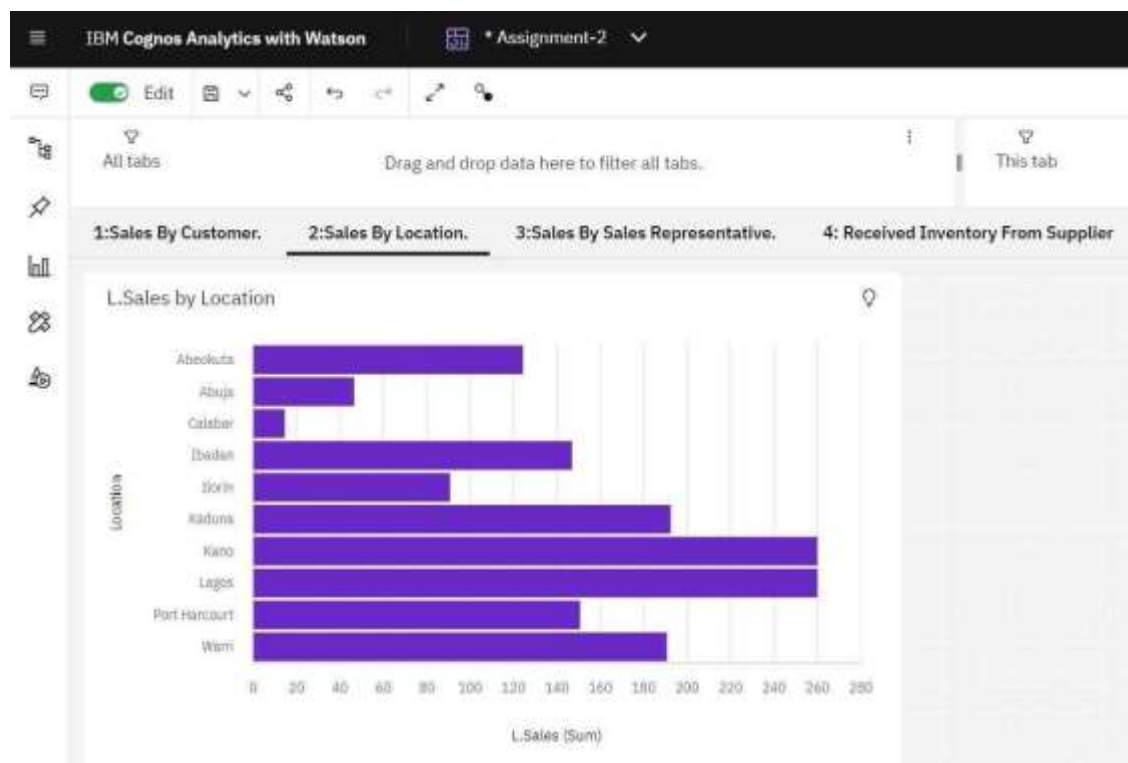 IBM Cognos Analytics with Watson
* Assignment-2
Edit
All tabs
Drag and drop data here to filter all tabs.
This tab
1:Sales By Customer.
2:Sales By Location.
3:Sales By Sales Representative.
4: Received Inventory From Supplier
L.Sales by Location
Abeokuta
Abuja
Calabar
Ibadan
Ilorin
Kaduna
Kano
Lagos
Port Harcourt
Warri
Location
0 20 40 60 80 100 120 140 160 180 200 220 240 260 280
L.Sales (Sum)